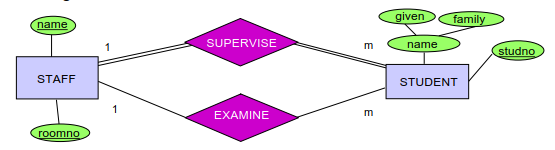 given
family
name
name
studno
1
SUPERVISE
m
STAFF
STUDENT
1
EXAMINE
m
roomno